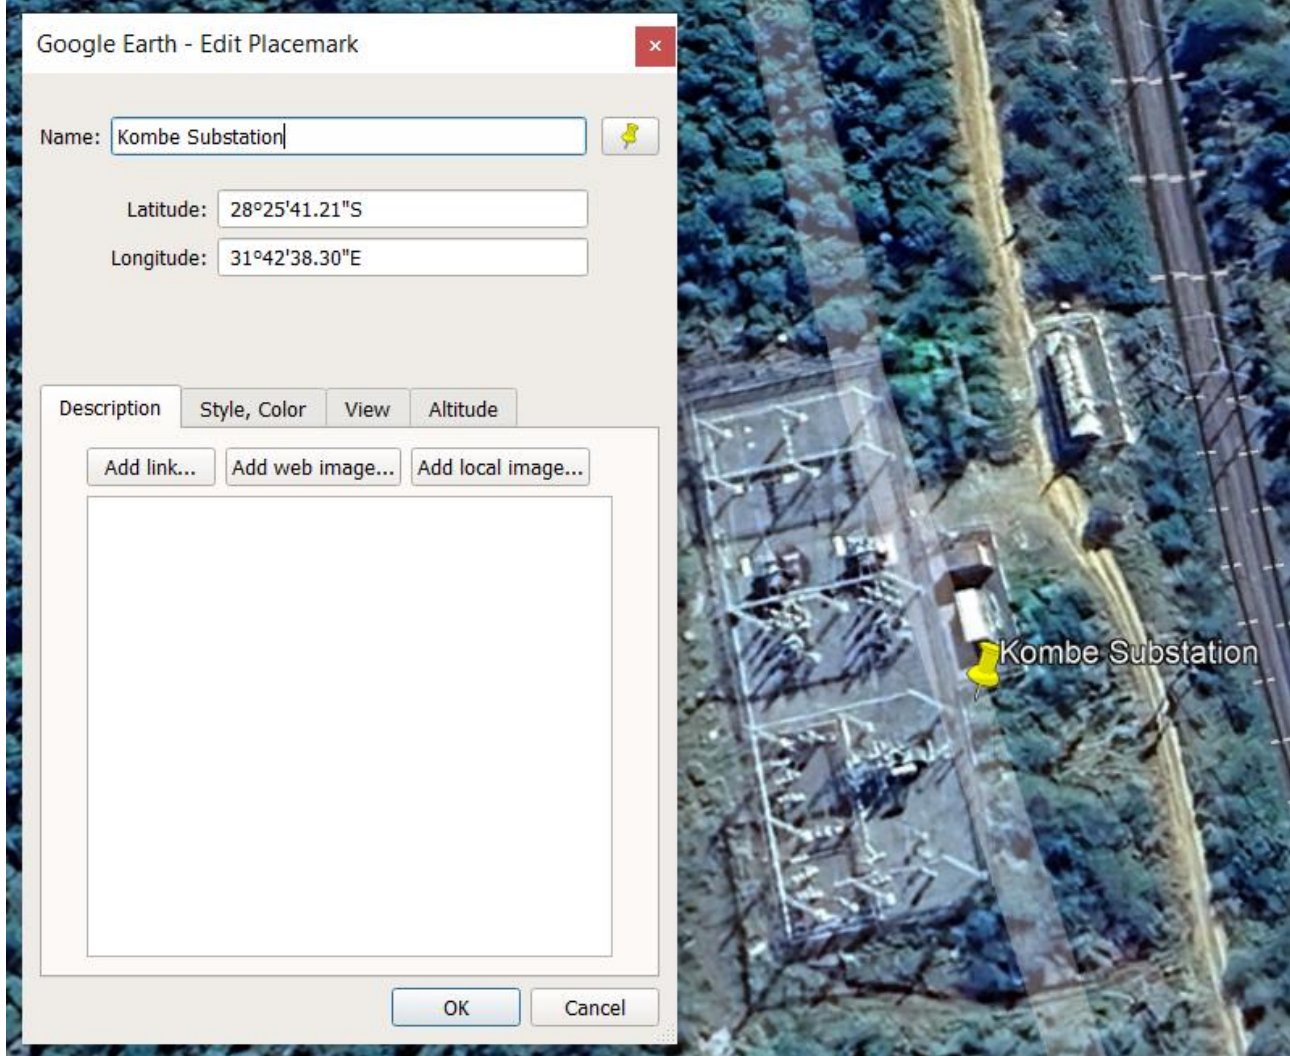 Google Earth - Edit Placemark
Name: Kombe Substation
Latitude: 28°25'41.21"S
Longitude: 31°42'38.30"E
Description Style, Color View Altitude
Add link... Add web image... Add local image...
Kombe Substation
OK Cancel